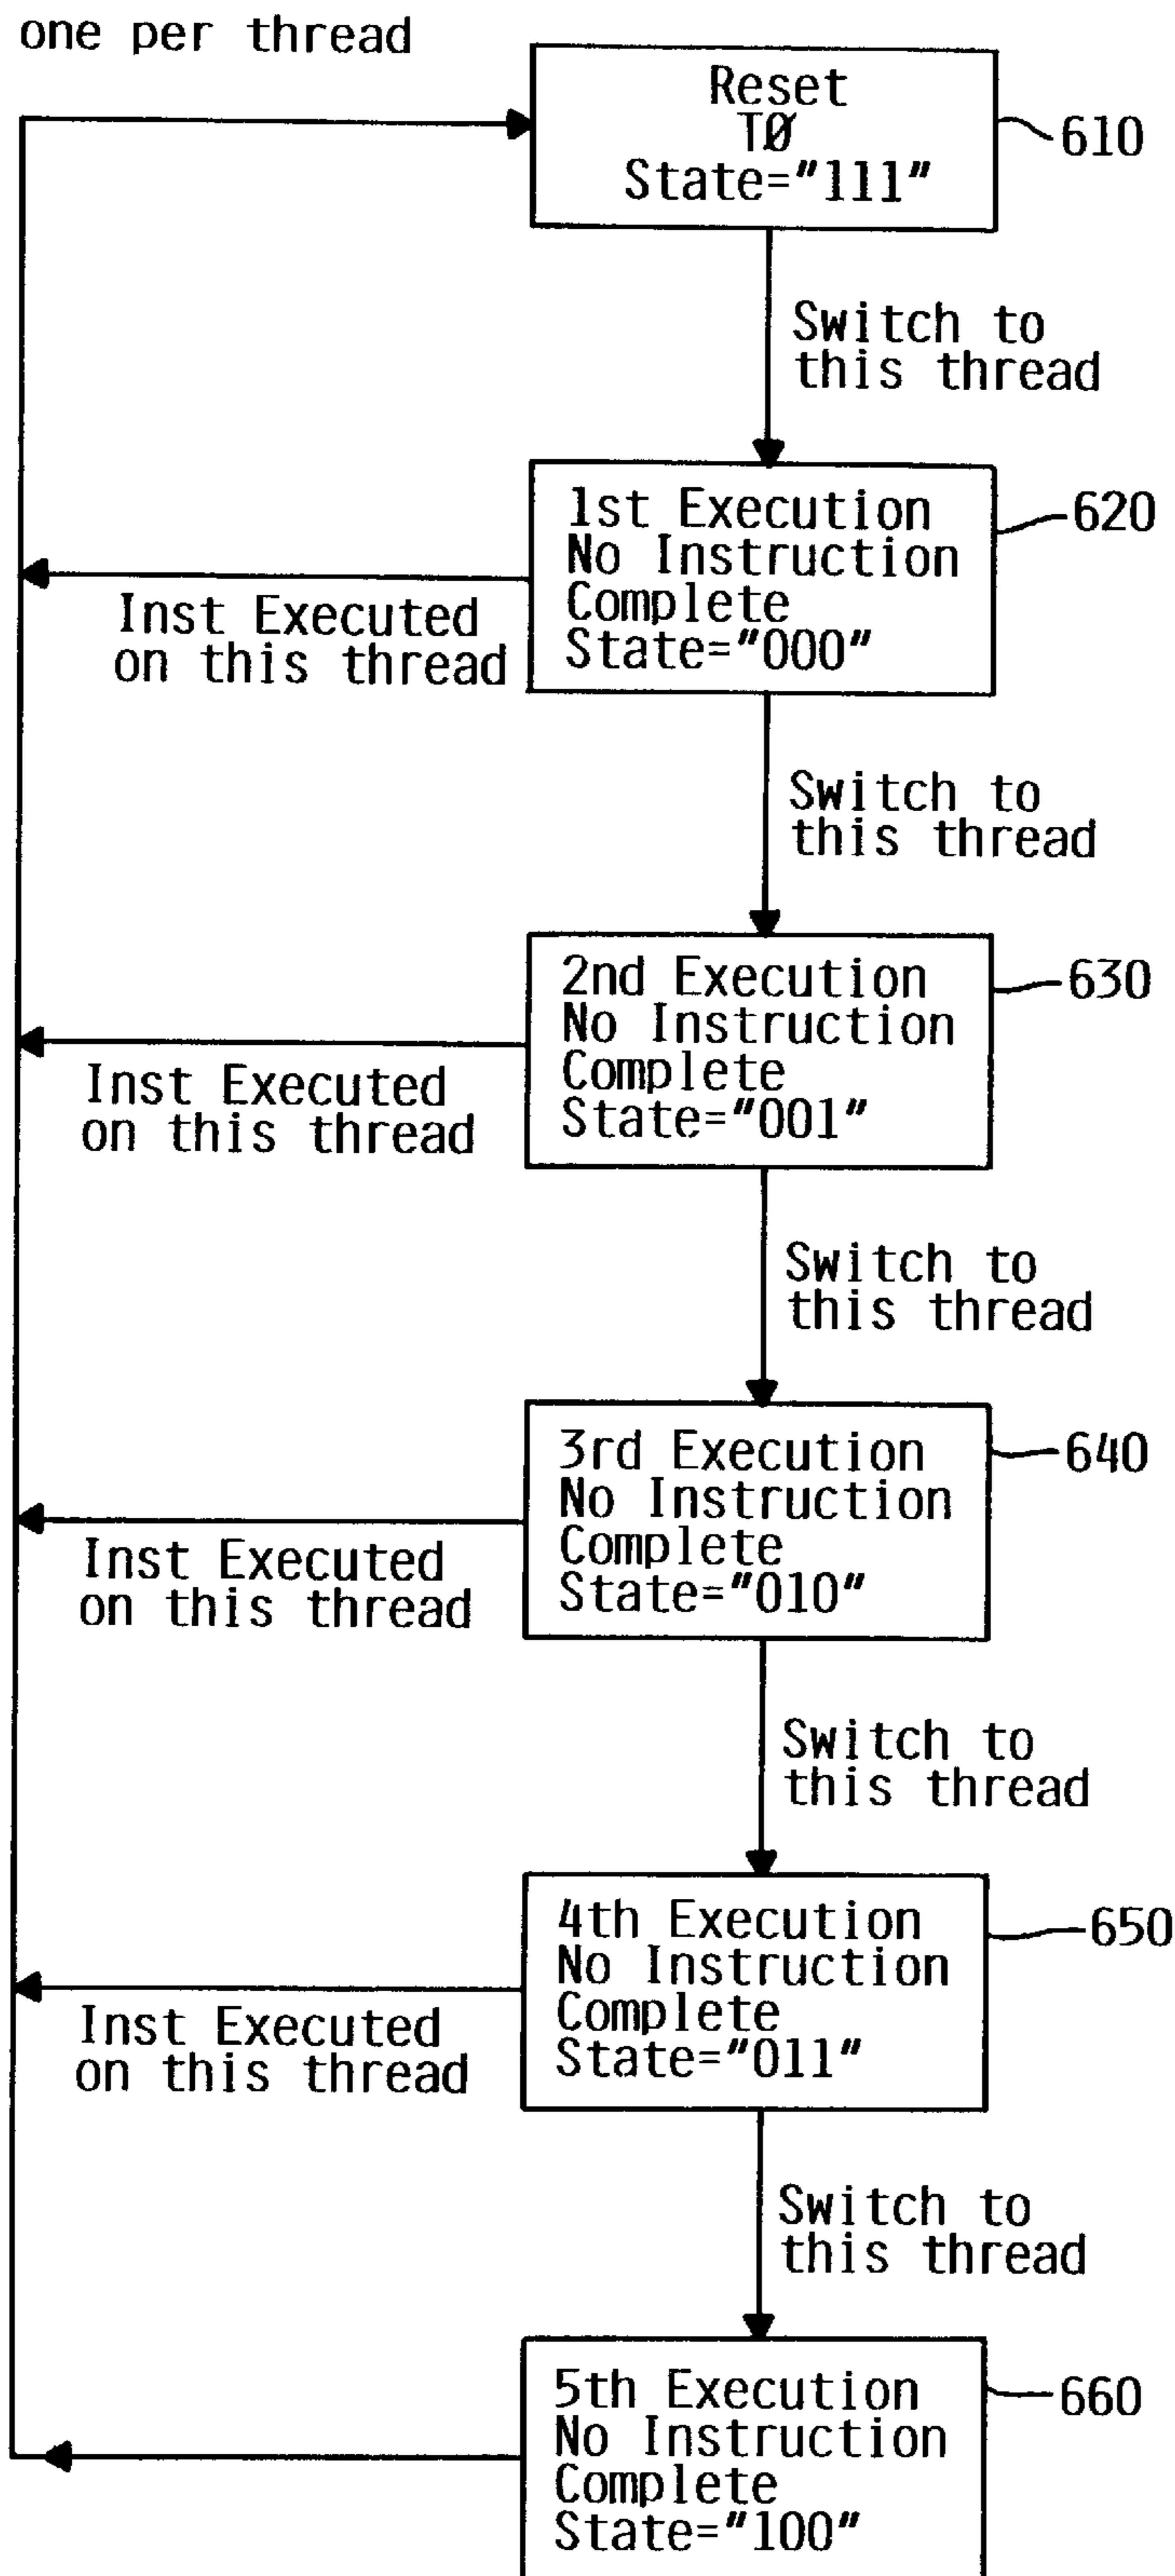 one per thread
Reset
TØ
State="111"
610
Switch to
this thread
1st Execution
No Instruction
Complete
State="000"
620
Inst Executed
on this thread
Switch to
this thread
2nd Execution
No Instruction
Complete
State="001"
630
Inst Executed
on this thread
Switch to
this thread
3rd Execution
No Instruction
Complete
State="010"
640
Inst Executed
on this thread
Switch to
this thread
4th Execution
No Instruction
Complete
State="011"
650
Inst Executed
on this thread
Switch to
this thread
5th Execution
No Instruction
Complete
State="100"
660